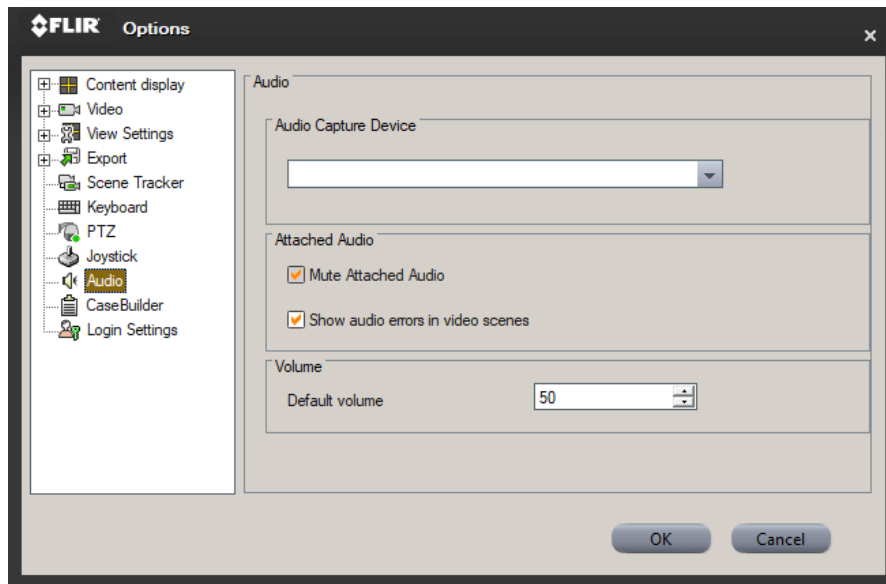 FLIR Options
Content display
Video
View Settings
Export
Scene Tracker
Keyboard
PTZ
Joystick
Audio
CaseBuilder
Login Settings
Audio
Audio Capture Device
Attached Audio
Mute Attached Audio
Show audio errors in video scenes
Volume
Default volume 50
OK Cancel